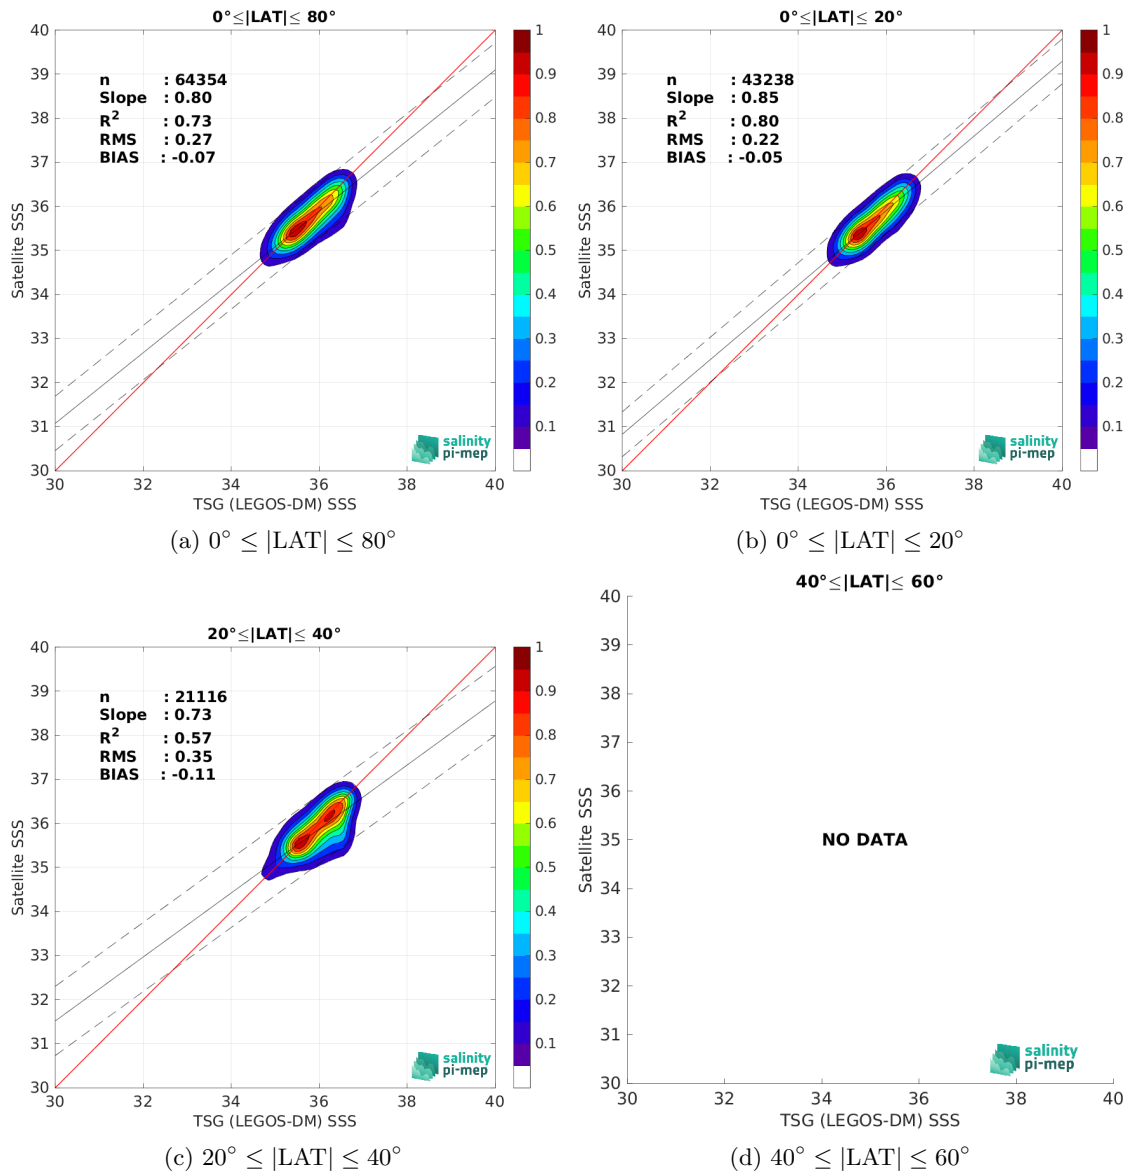 0°≤|LAT|≤ 80°
40
39
38
37
36
35
34
33
32
31
30
Satellite SSS
n : 64354
Slope : 0.80
R² : 0.73
RMS : 0.27
BIAS : -0.07
salinity
pi-mep
30 32 34 36 38 40
TSG (LEGOS-DM) SSS
1
0.9
0.8
0.7
0.6
0.5
0.4
0.3
0.2
0.1
(a) 0° ≤ |LAT| ≤ 80°
0°≤|LAT|≤ 20°
40
39
38
37
36
35
34
33
32
31
30
Satellite SSS
n : 43238
Slope : 0.85
R² : 0.80
RMS : 0.22
BIAS : -0.05
salinity
pi-mep
30 32 34 36 38 40
TSG (LEGOS-DM) SSS
1
0.9
0.8
0.7
0.6
0.5
0.4
0.3
0.2
0.1
(b) 0° ≤ |LAT| ≤ 20°
20°≤|LAT|≤ 40°
40
39
38
37
36
35
34
33
32
31
30
Satellite SSS
n : 21116
Slope : 0.73
R² : 0.57
RMS : 0.35
BIAS : -0.11
salinity
pi-mep
30 32 34 36 38 40
TSG (LEGOS-DM) SSS
1
0.9
0.8
0.7
0.6
0.5
0.4
0.3
0.2
0.1
(c) 20° ≤ |LAT| ≤ 40°
40°≤|LAT|≤ 60°
40
39
38
37
36
35
34
33
32
31
30
Satellite SSS
NO DATA
salinity
pi-mep
30 32 34 36 38 40
TSG (LEGOS-DM) SSS
(d) 40° ≤ |LAT| ≤ 60°